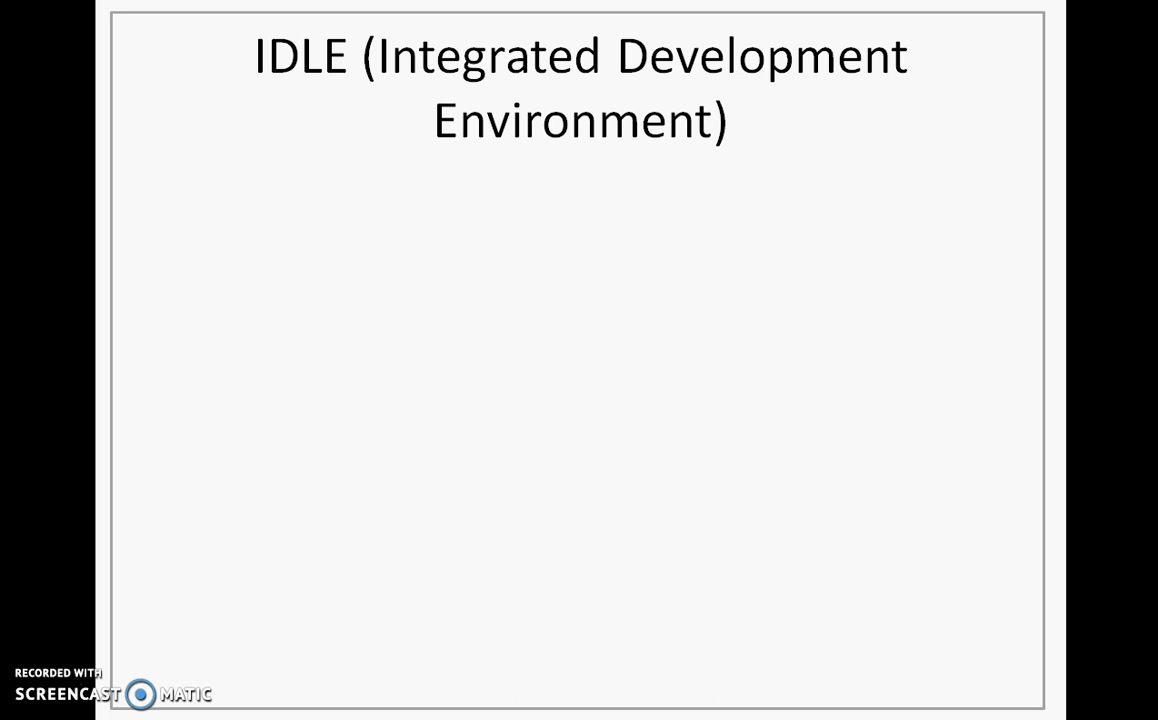 IDLE (Integrated Development
Environment)
RECORDED WITH
SCREENCAST MATIC